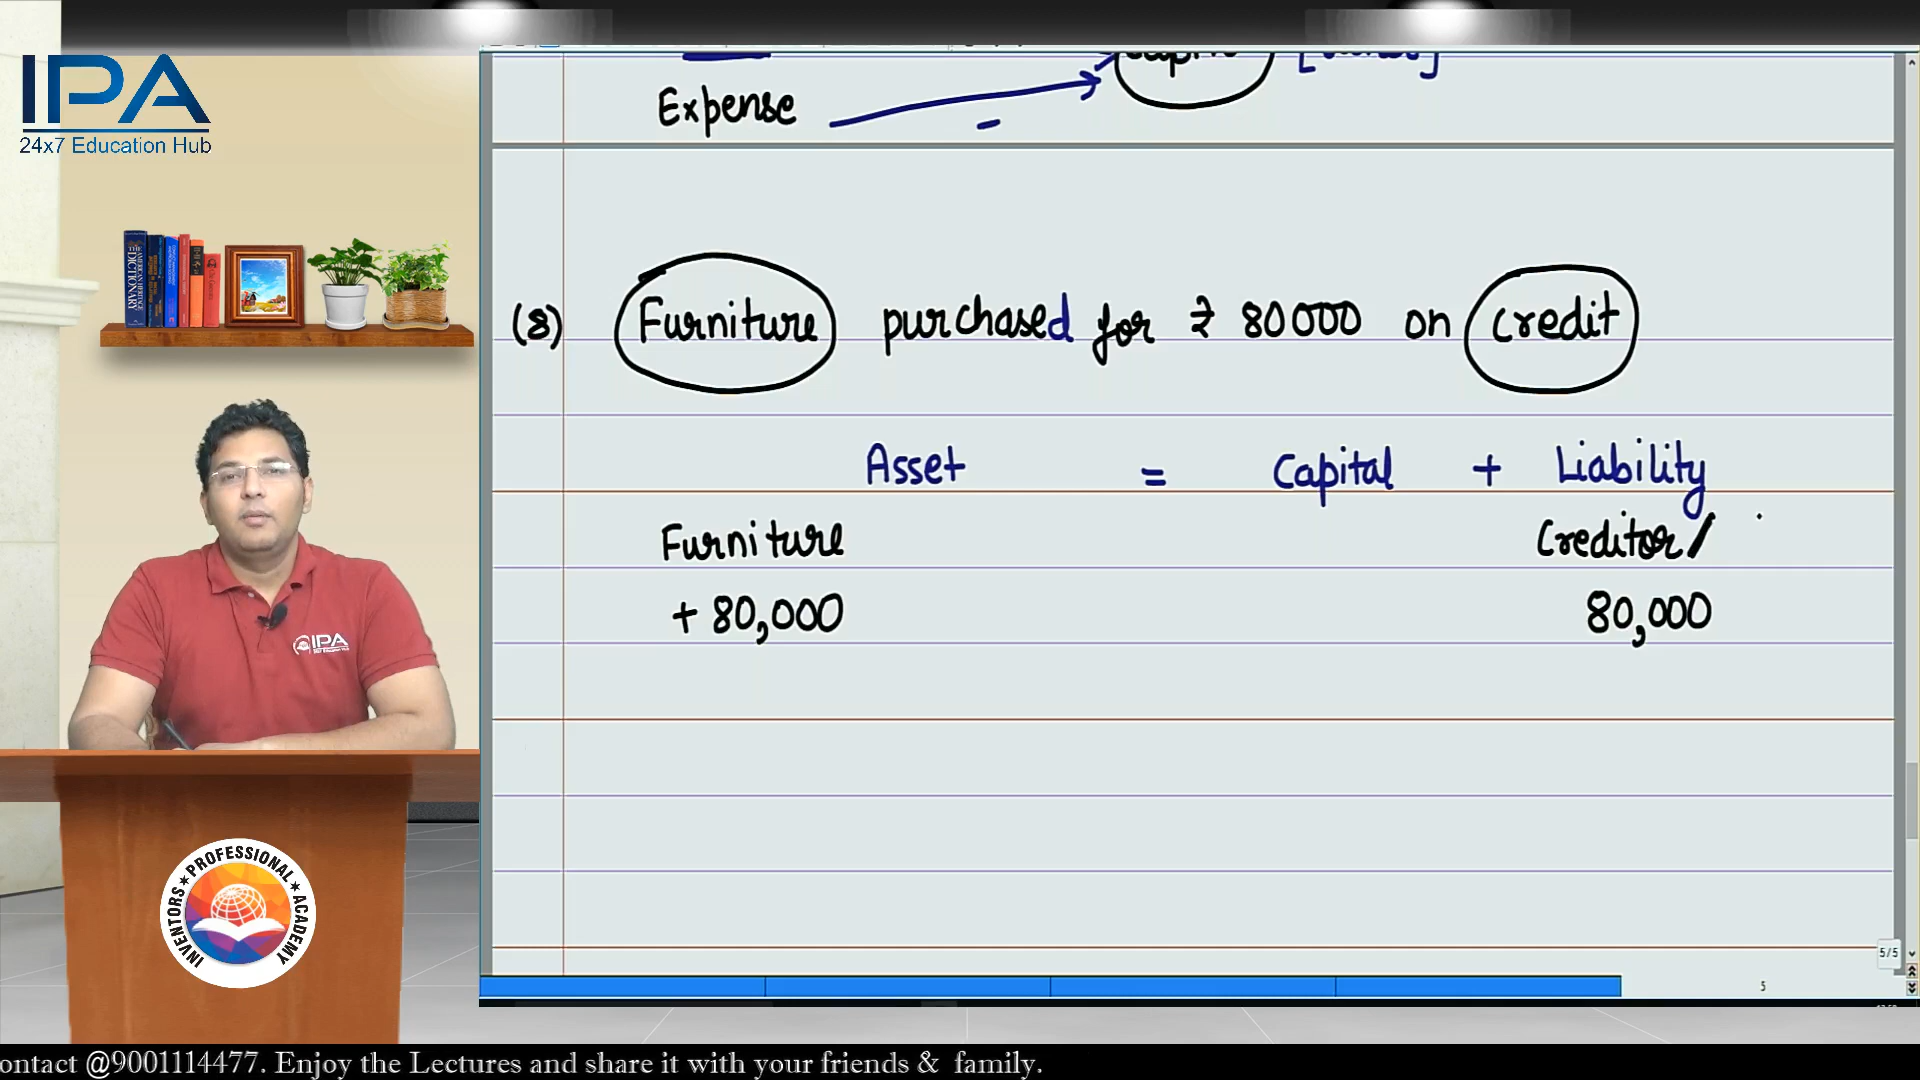 IPA
24x7 Education Hub
Expense
(8) Furniture purchased for ₹ 80000 on credit
Asset = Capital + Liability
Furniture Creditor/
+ 80,000 80,000
IPA
INVENTORS ★ PROFESSIONAL ★ ACADEMY
5/5
5
ontact @9001114477. Enjoy the Lectures and share it with your friends & family.